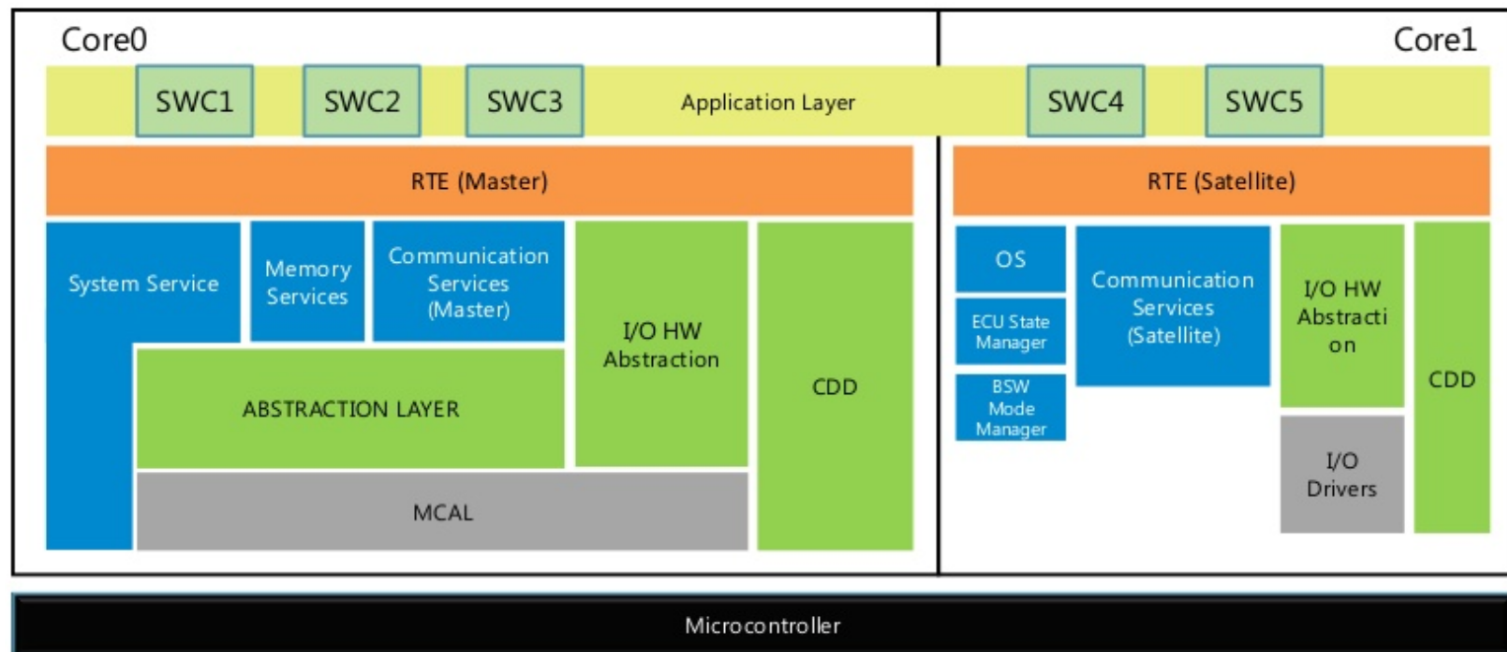 Core0
Core1
SWC1
SWC2
SWC3
Application Layer
SWC4
SWC5
RTE (Master)
RTE (Satellite)
System Service
Memory
Services
Communication
Services
(Master)
I/O HW
Abstraction
CDD
ABSTRACTION LAYER
MCAL
OS
ECU State
Manager
BSW
Mode
Manager
Communication
Services
(Satellite)
I/O HW
Abstracti
on
I/O
Drivers
CDD
Microcontroller